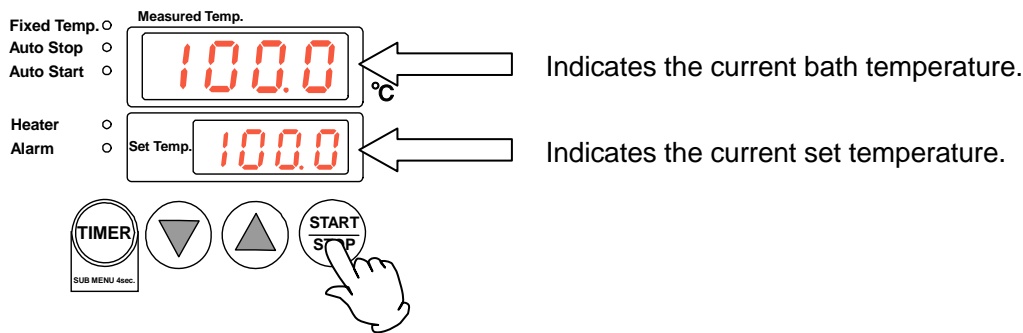 Measured Temp.
Fixed Temp.
Auto Stop
Auto Start
100.0
°C
Indicates the current bath temperature.
Heater
Alarm
Set Temp.
100.0
Indicates the current set temperature.
TIMER
START
STOP
SUB MENU 4sec.